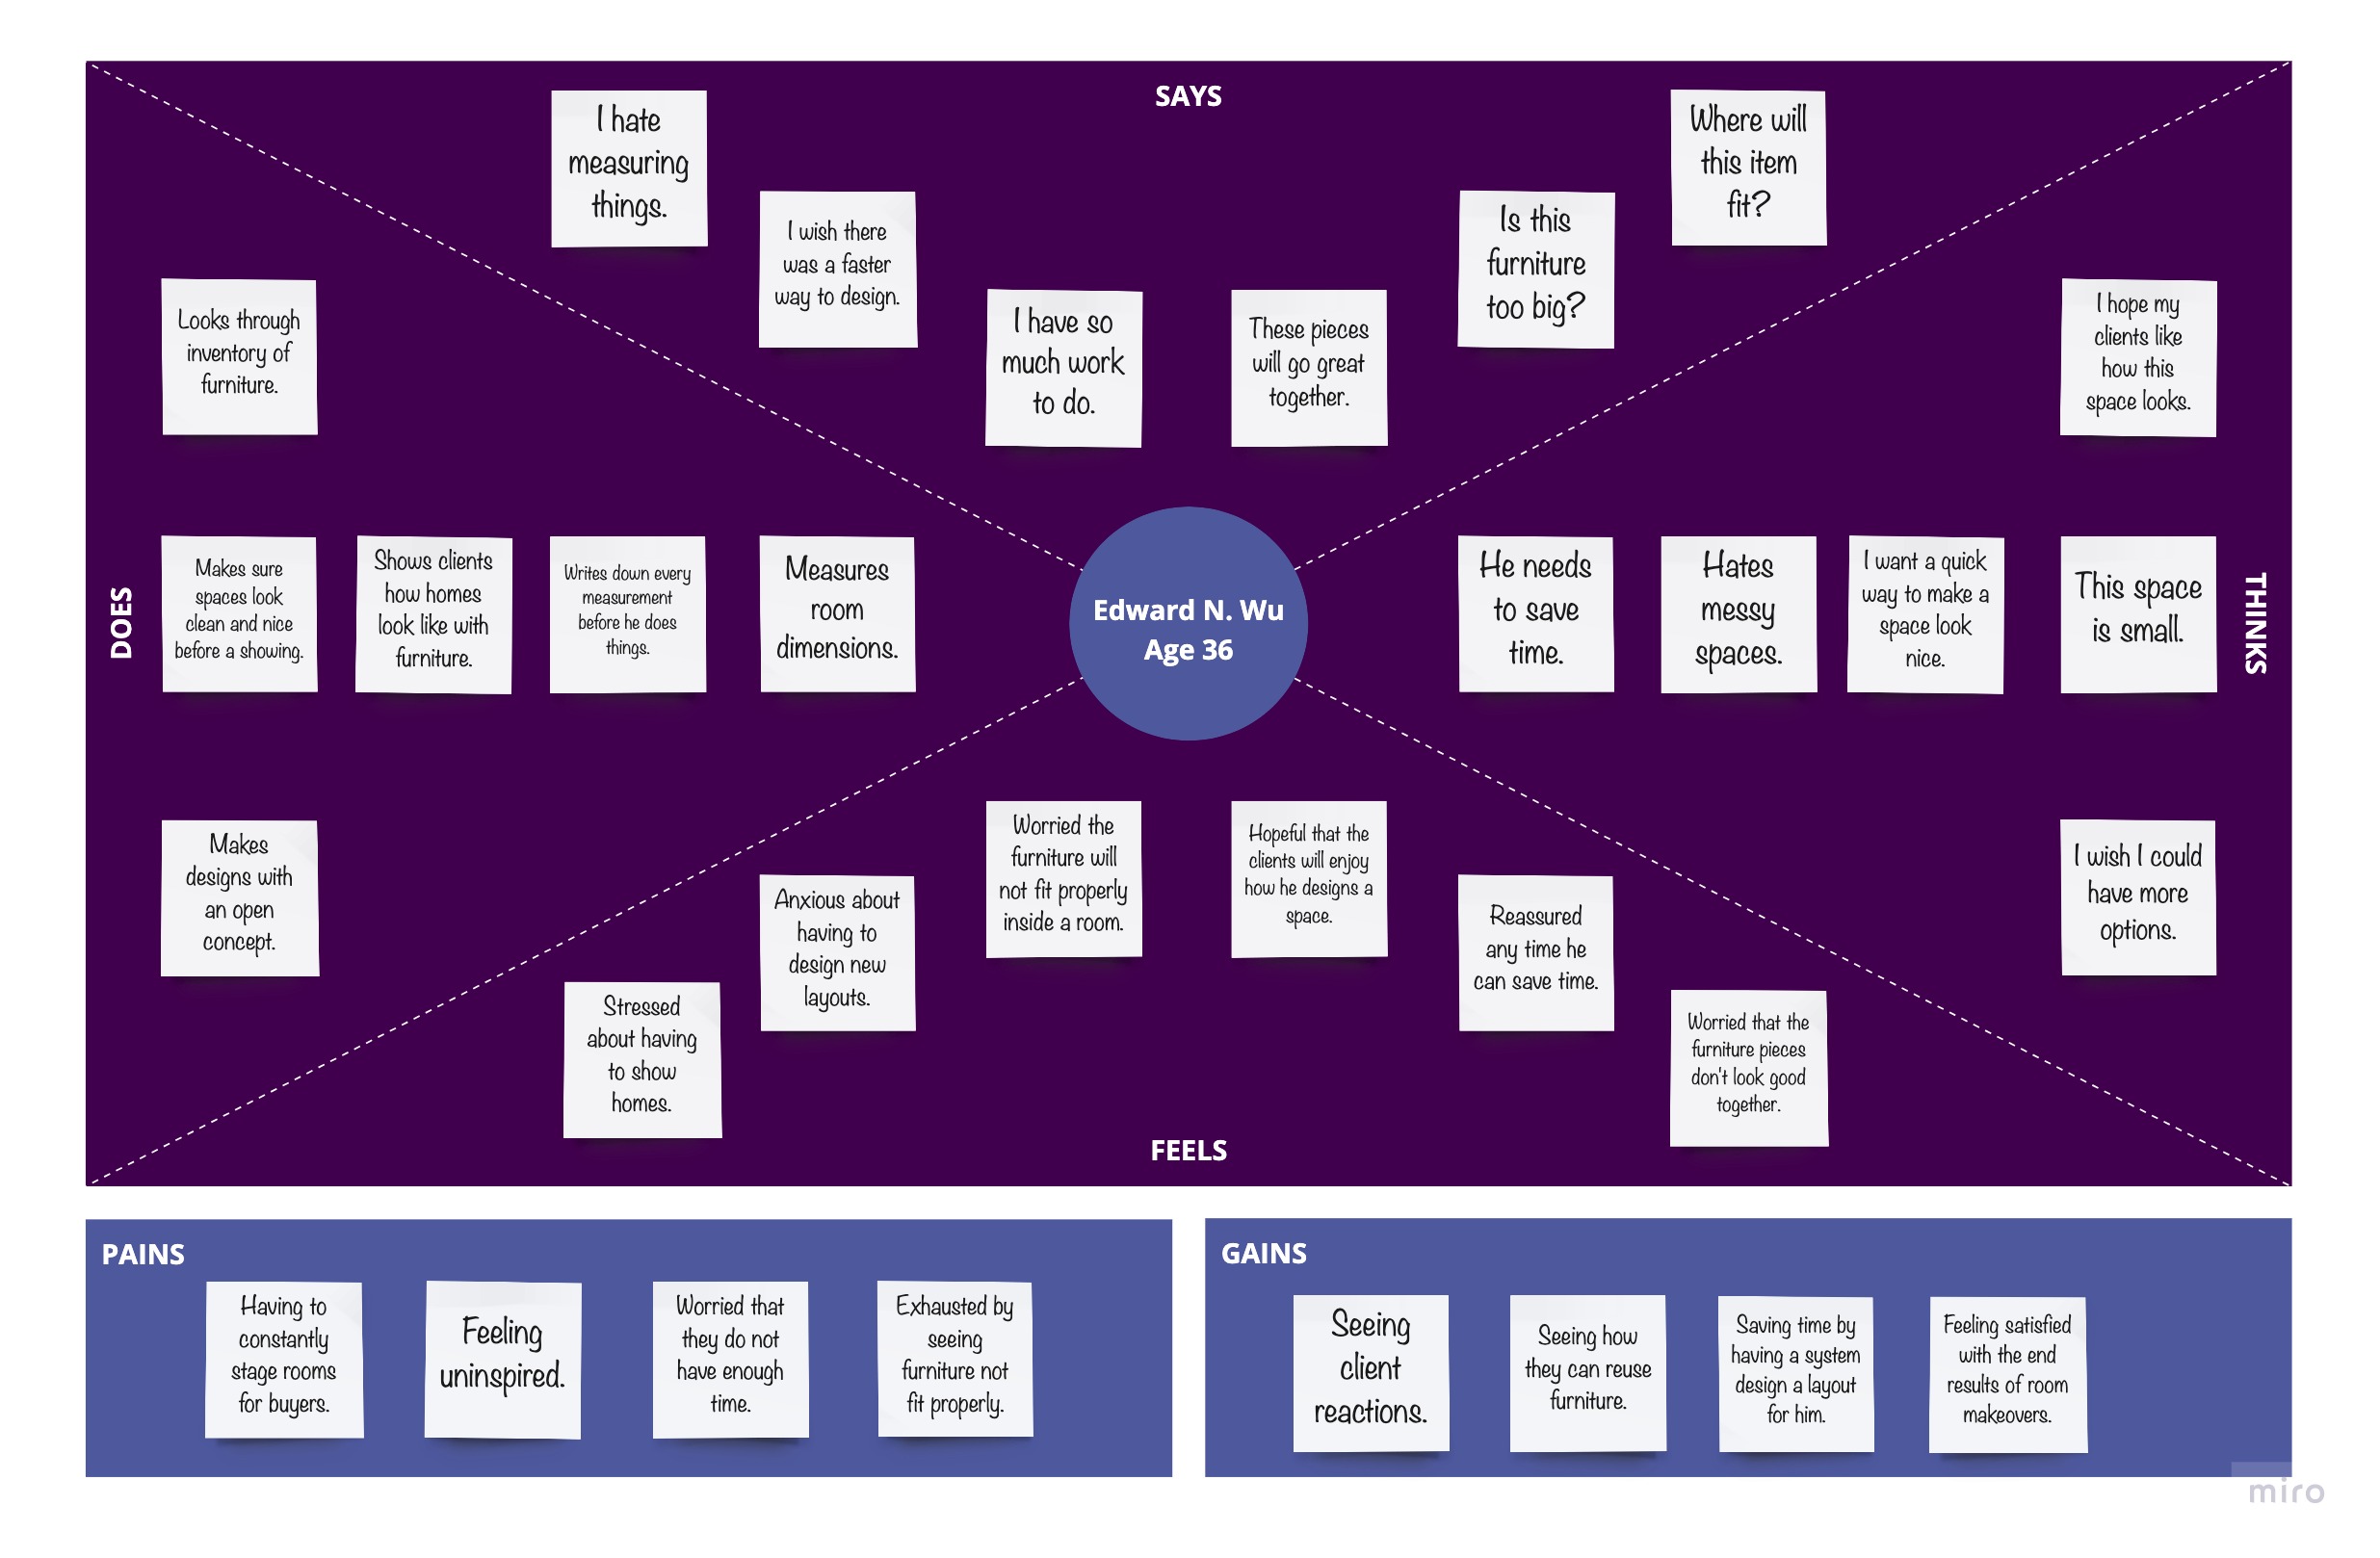 SAYS
I hate
measuring
things.
I wish there
was a faster
way to design.
I have so
much work
to do.
These pieces
will go great
together.
Is this
furniture
too big?
Where will
this item
fit?
DOES
Looks through
inventory of
furniture.
Makes sure
spaces look
clean and nice
before a showing.
Shows clients
how homes
look like with
furniture.
Writes down every
measurement
before he does
things.
Measures
room
dimensions.
Makes
designs with
an open
concept.
Edward N. Wu
Age 36
THINKS
I hope my
clients like
how this
space looks.
He needs
to save
time.
Hates
messy
spaces.
I want a quick
way to make a
space look
nice.
This space
is small.
I wish I could
have more
options.
Stressed
about having
to show
homes.
Anxious about
having to
design new
layouts.
Worried the
furniture will
not fit properly
inside a room.
Hopeful that the
clients will enjoy
how he designs a
space.
Reassured
any time he
can save time.
Worried that the
furniture pieces
don't look good
together.
FEELS
PAINS
Having to
constantly
stage rooms
for buyers.
Feeling
uninspired.
Worried that
they do not
have enough
time.
Exhausted by
seeing
furniture not
fit properly.
GAINS
Seeing
client
reactions.
Seeing how
they can reuse
furniture.
Saving time by
having a system
design a layout
for him.
Feeling satisfied
with the end
results of room
makeovers.
miro